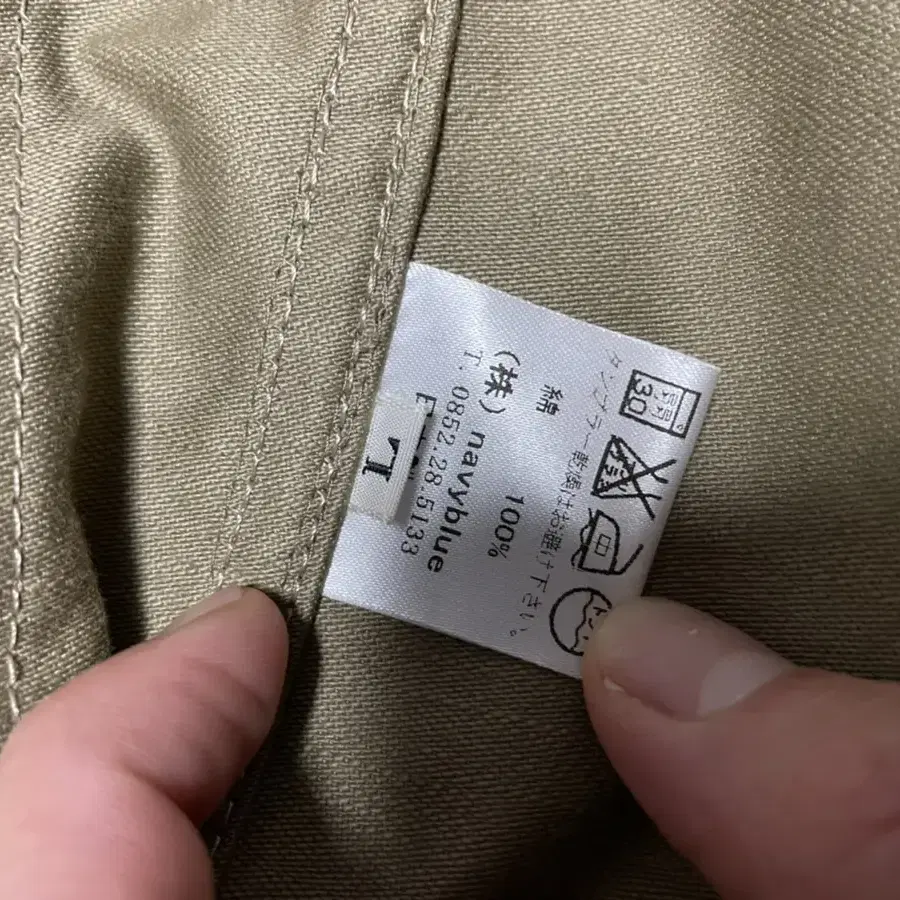 30
タンブラー乾燥はお避け下さい。
綿 100%
(株) navyblue
T. 0852.28.5133
L